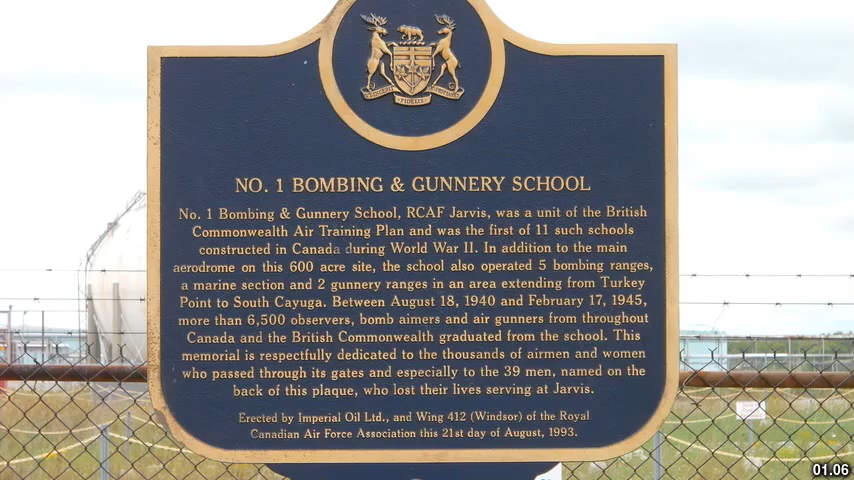 FIDELIS
NO. 1 BOMBING & GUNNERY SCHOOL
No. 1 Bombing & Gunnery School, RCAF Jarvis, was a unit of the British
Commonwealth Air Training Plan and was the first of 11 such schools
constructed in Canada during World War II. In addition to the main
aerodrome on this 600 acre site, the school also operated 5 bombing ranges,
a marine section and 2 gunnery ranges in an area extending from Turkey
Point to South Cayuga. Between August 18, 1940 and February 17, 1945,
more than 6,500 observers, bomb aimers and air gunners from throughout
Canada and the British Commonwealth graduated from the school. This
memorial is respectfully dedicated to the thousands of airmen and women
who passed through its gates and especially to the 39 men, named on the
back of this plaque, who lost their lives serving at Jarvis.
Erected by Imperial Oil Ltd., and Wing 412 (Windsor) of the Royal
Canadian Air Force Association this 21st day of August, 1993.
01.06